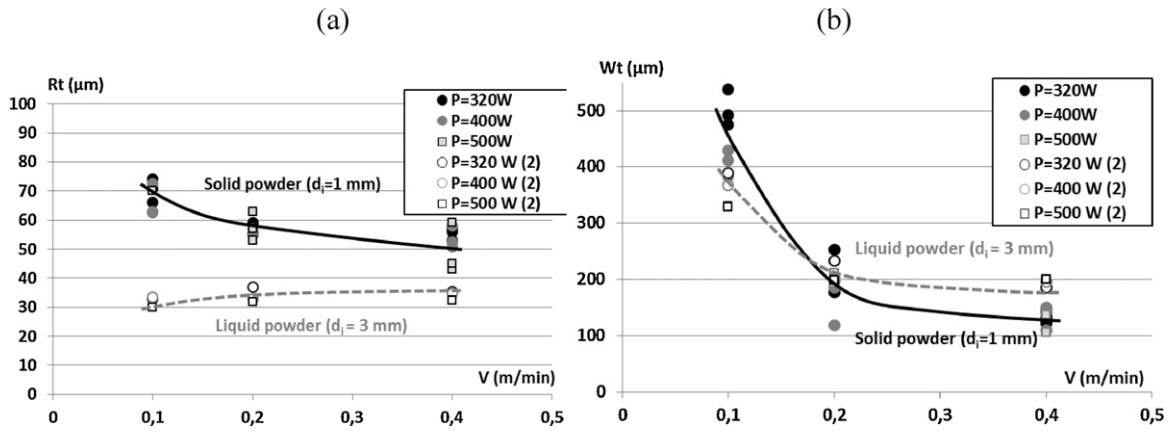 (a)
Rt (µm)
100
90
80
70
60
50
40
30
20
10
0
P=320W
P=400W
P=500W
P=320 W (2)
P=400 W (2)
P=500 W (2)
Solid powder (di=1 mm)
Liquid powder (di= 3 mm)
V (m/min)
0
0,1
0,2
0,3
0,4
0,5
(b)
Wt (µm)
500
400
300
200
100
0
P=320W
P=400W
P=500W
P=320 W (2)
P=400 W (2)
P=500 W (2)
Liquid powder (di= 3 mm)
Solid powder (di=1 mm)
V (m/min)
0
0,1
0,2
0,3
0,4
0,5